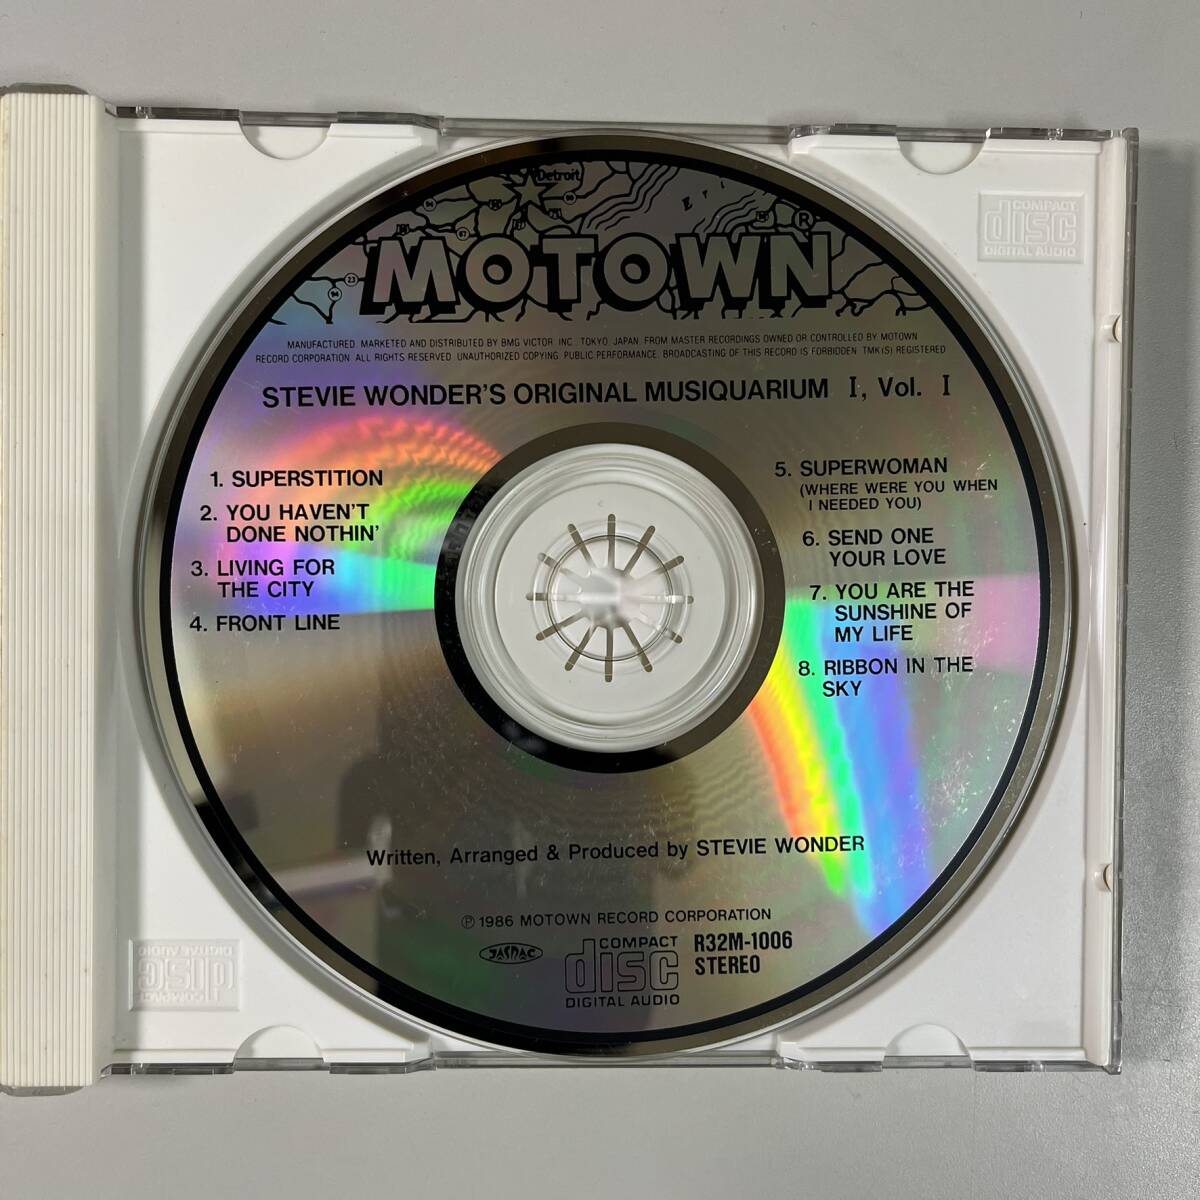 Detroit
Eri
MOTOWN ®
MANUFACTURED. MARKETED AND DISTRIBUTED BY BMG VICTOR. INC. TOKYO. JAPAN. FROM MASTER RECORDINGS OWNED OR CONTROLLED BY MOTOWN
RECORD CORPORATION. ALL RIGHTS RESERVED. UNAUTHORIZED COPYING. PUBLIC PERFORMANCE. BROADCASTING OF THIS RECORD IS FORBIDDEN. TMK(S) REGISTERED
STEVIE WONDER'S ORIGINAL MUSIQUARIUM I, Vol. I
1. SUPERSTITION
2. YOU HAVEN'T
DONE NOTHIN'
3. LIVING FOR
THE CITY
4. FRONT LINE
5. SUPERWOMAN
(WHERE WERE YOU WHEN
I NEEDED YOU)
6. SEND ONE
YOUR LOVE
7. YOU ARE THE
SUNSHINE OF
MY LIFE
8. RIBBON IN THE
SKY
Written, Arranged & Produced by STEVIE WONDER
℗ 1986 MOTOWN RECORD CORPORATION
JASRAC
COMPACT
disc
DIGITAL AUDIO
R32M-1006
STEREO
COMPACT
disc
DIGITAL AUDIO
COMPACT
disc
DIGITAL AUDIO